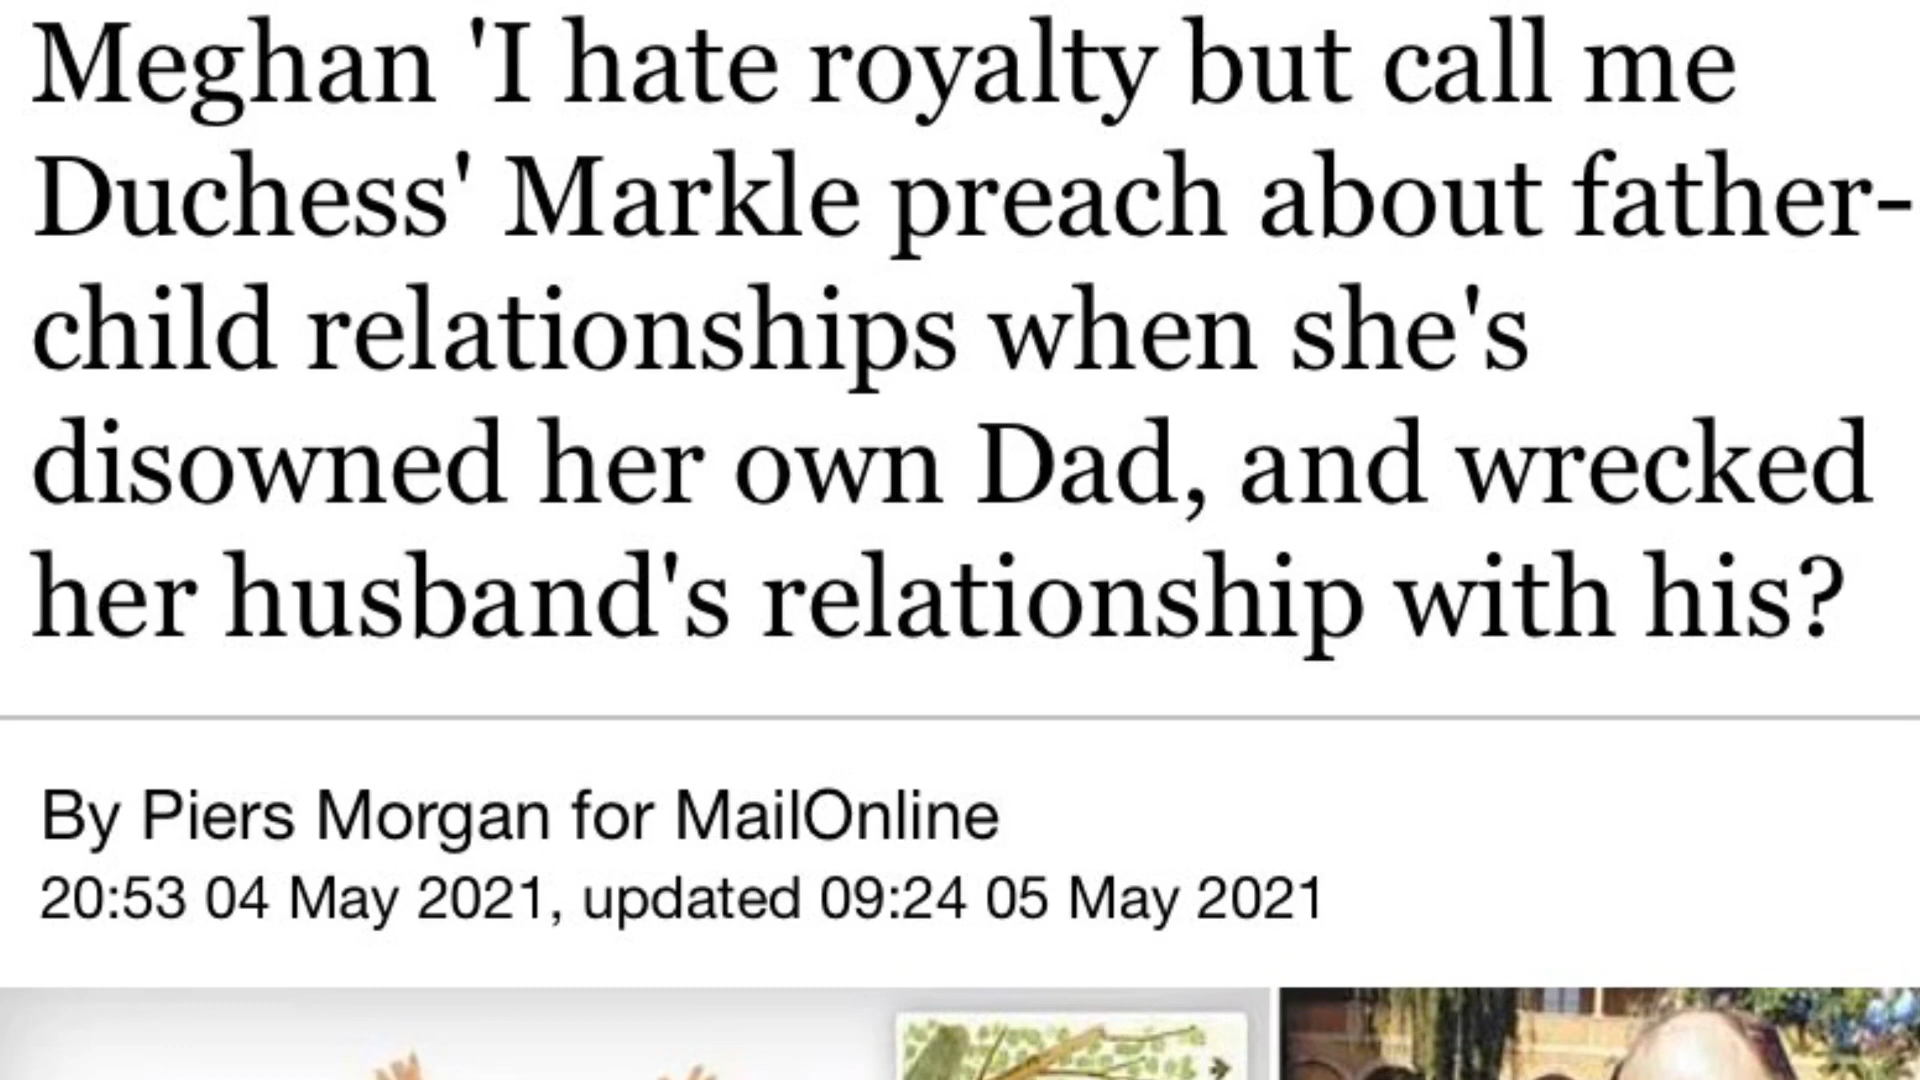 Meghan 'I hate royalty but call me
Duchess' Markle preach about father-
child relationships when she's
disowned her own Dad, and wrecked
her husband's relationship with his?
By Piers Morgan for MailOnline
20:53 04 May 2021, updated 09:24 05 May 2021